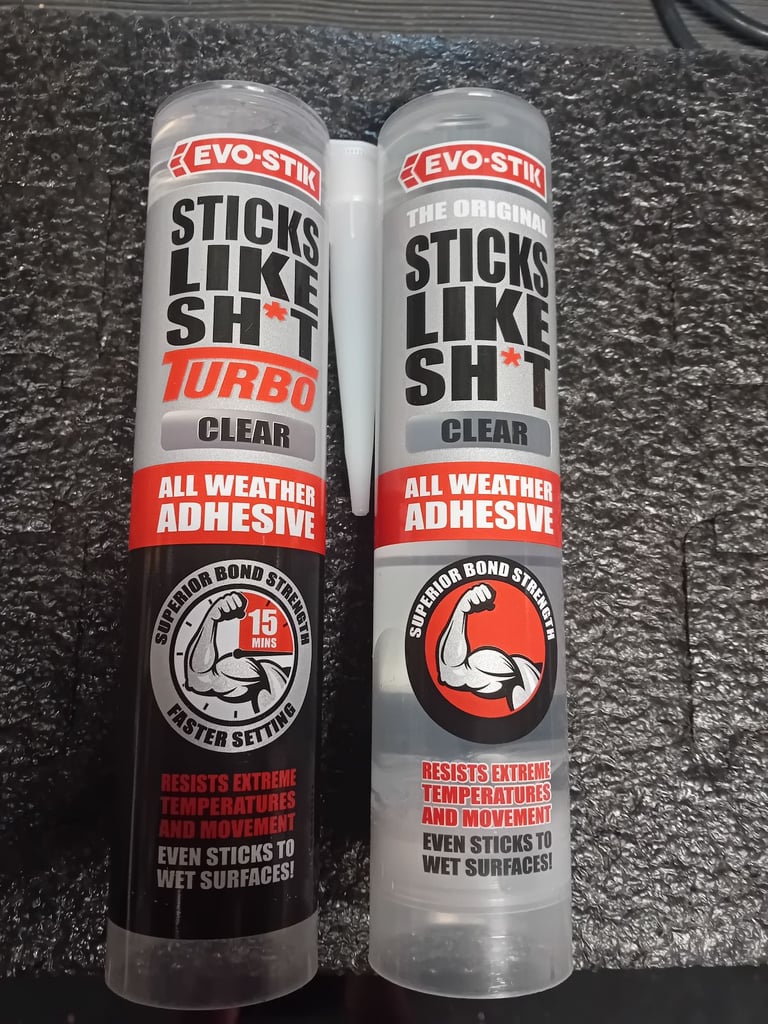 EVO-STIK
STICKS
LIKE
SH*T
TURBO
CLEAR
ALL WEATHER
ADHESIVE
SUPERIOR BOND STRENGTH
15
MINS
FASTER SETTING
RESISTS EXTREME
TEMPERATURES
AND MOVEMENT
EVEN STICKS TO
WET SURFACES!
EVO-STIK
THE ORIGINAL
STICKS
LIKE
SH*T
CLEAR
ALL WEATHER
ADHESIVE
SUPERIOR BOND STRENGTH
RESISTS EXTREME
TEMPERATURES
AND MOVEMENT
EVEN STICKS TO
WET SURFACES!